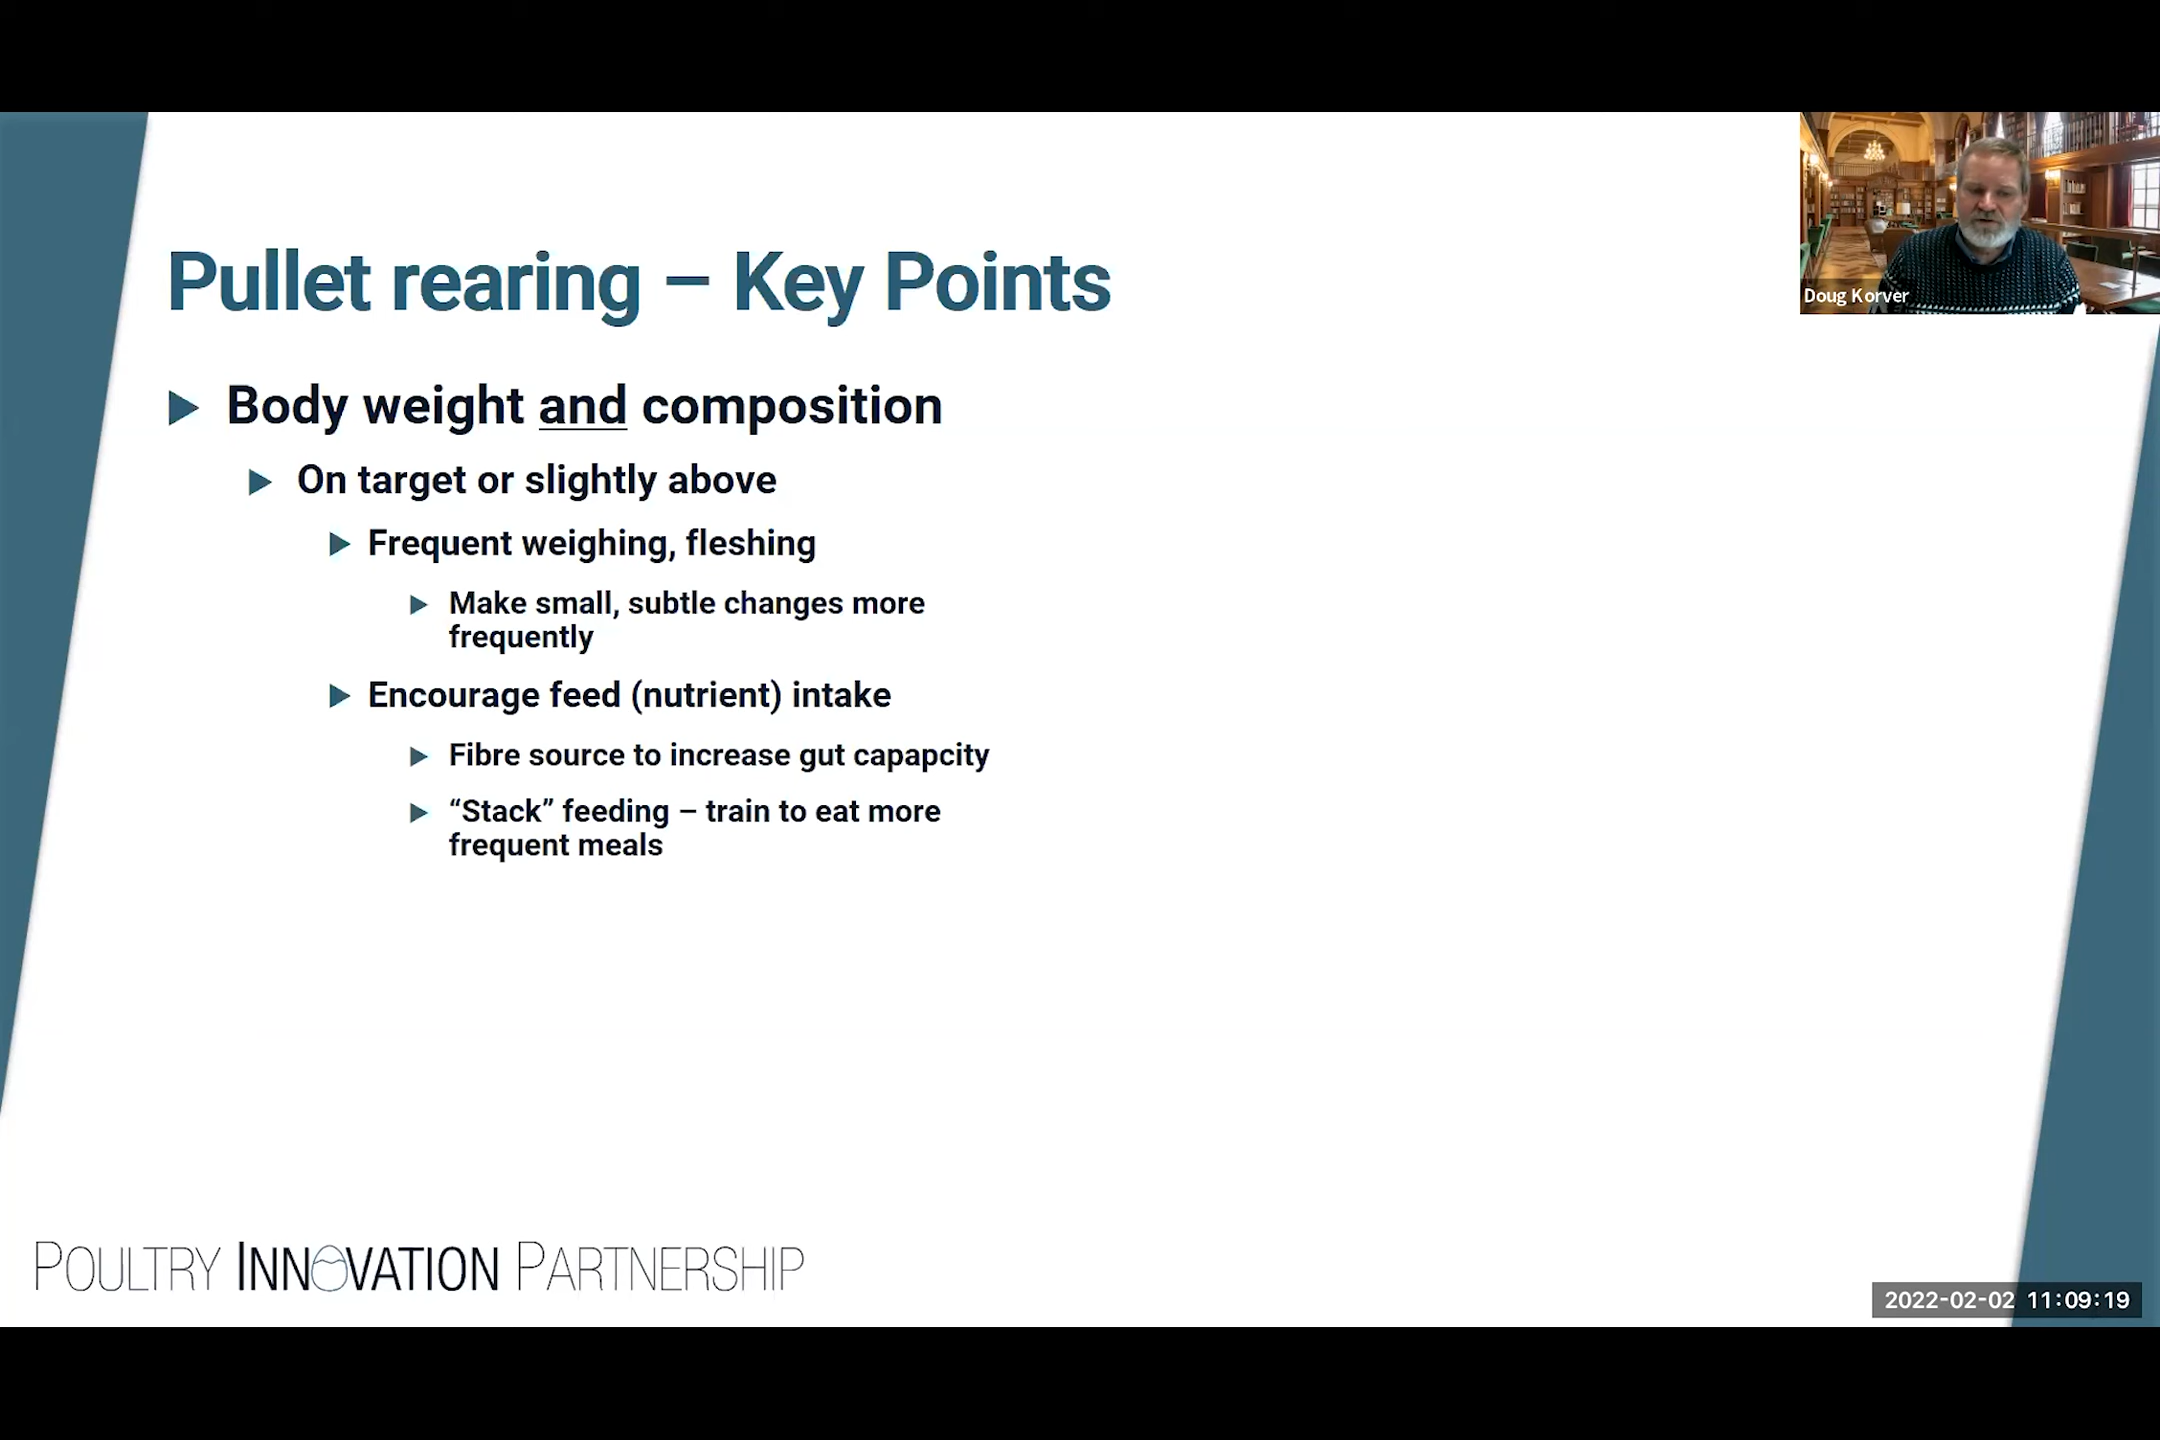 Pullet rearing – Key Points
Doug Korver
Body weight and composition
On target or slightly above
Frequent weighing, fleshing
Make small, subtle changes more
frequently
Encourage feed (nutrient) intake
Fibre source to increase gut capapcity
“Stack” feeding – train to eat more
frequent meals
POULTRY INNOVATION PARTNERSHIP
2022-02-02 11:09:19